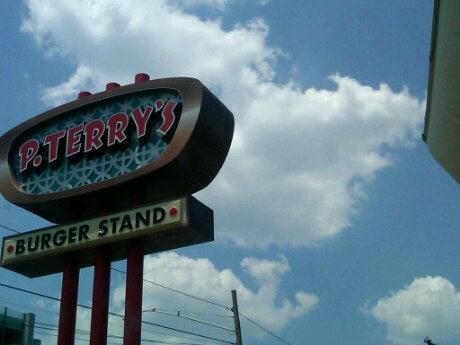 P. TERRY'S
BURGER STAND